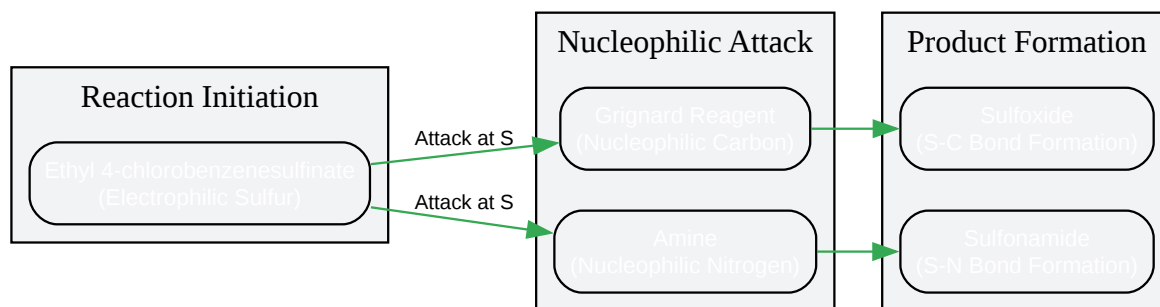 Reaction Initiation
Ethyl 4-chlorobenzenesulfinate
(Electrophilic Sulfur)
Attack at S
Attack at S
Nucleophilic Attack
Grignard Reagent
(Nucleophilic Carbon)
Amine
(Nucleophilic Nitrogen)
Product Formation
Sulfoxide
(S-C Bond Formation)
Sulfonamide
(S-N Bond Formation)